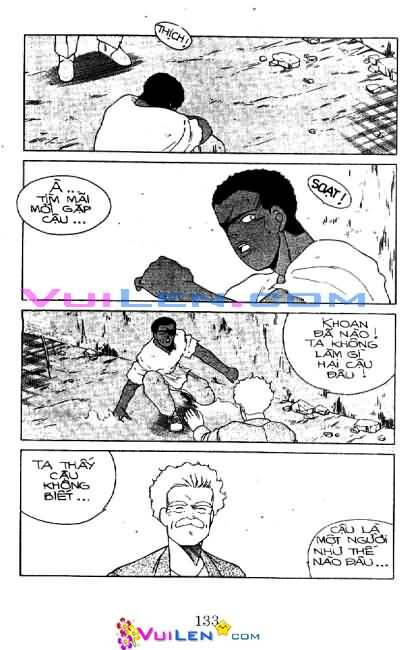 THỊCH!
À...
TÌM MÃI
MỚI GẶP
CẬU...
SOẠT!
VuiLen.com
KHOAN
ĐÃ NÀO!
TA KHÔNG
LÀM GÌ
HẠI CẬU
ĐÂU!
TA THẤY
CẬU
KHÔNG
BIẾT...
CẬU LÀ
MỘT NGƯỜI
NHƯ THẾ
NÀO ĐÂU...
133
VuiLen.com